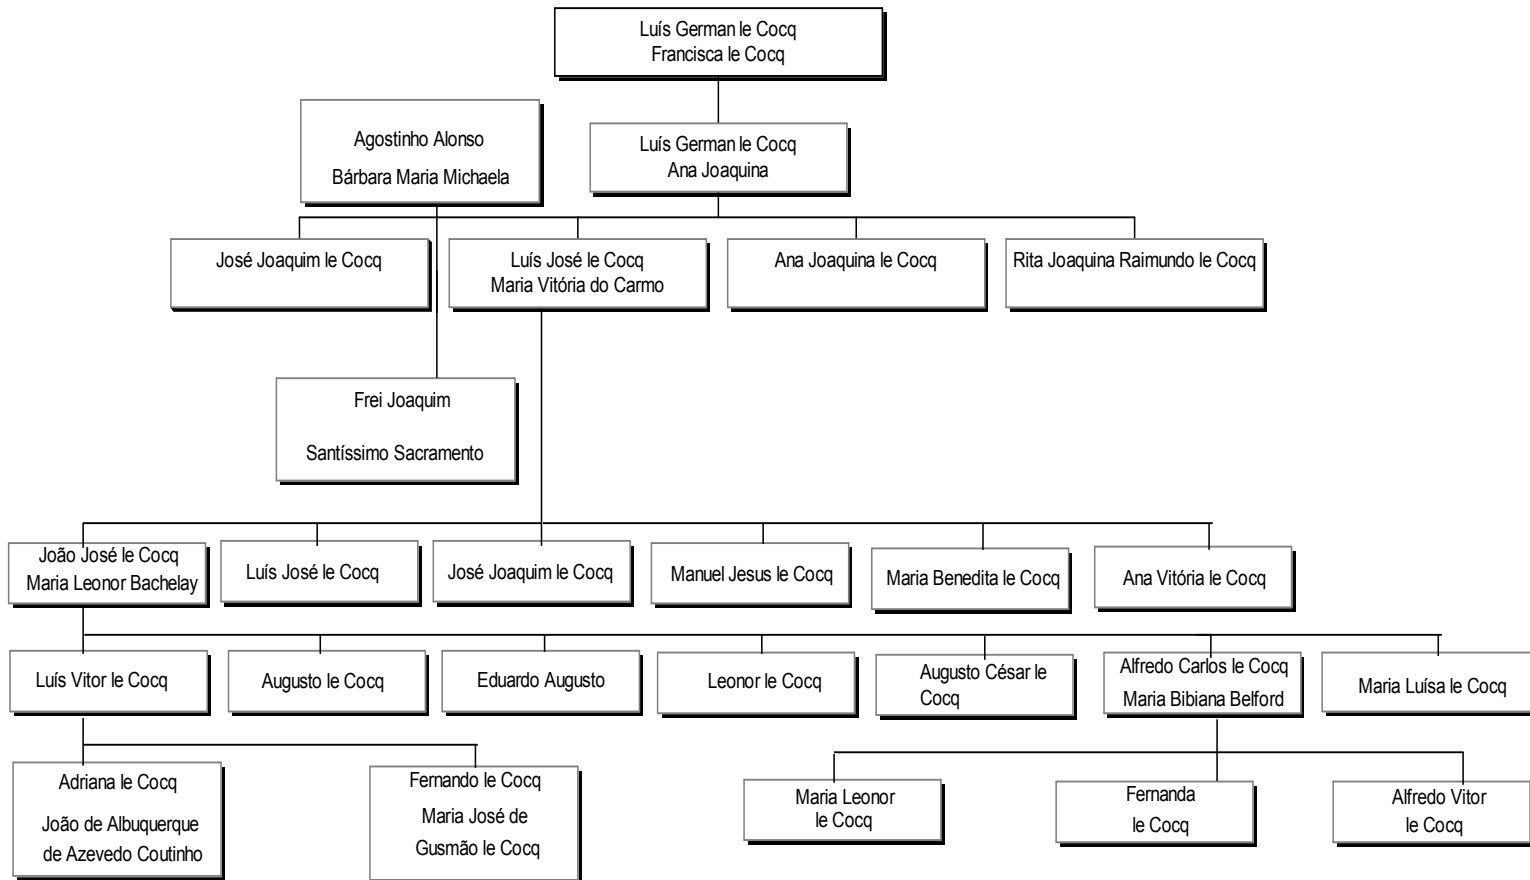 Luís German le Cocq
Francisca le Cocq
Agostinho Alonso
Bárbara Maria Michaela
Luís German le Cocq
Ana Joaquina
José Joaquim le Cocq
Luís José le Cocq
Maria Vitória do Carmo
Ana Joaquina le Cocq
Rita Joaquina Raimundo le Cocq
Frei Joaquim
Santíssimo Sacramento
João José le Cocq
Maria Leonor Bachelay
Luís José le Cocq
José Joaquim le Cocq
Manuel Jesus le Cocq
Maria Benedita le Cocq
Ana Vitória le Cocq
Luís Vitor le Cocq
Augusto le Cocq
Eduardo Augusto
Leonor le Cocq
Augusto César le
Cocq
Alfredo Carlos le Cocq
Maria Bibiana Belford
Maria Luísa le Cocq
Adriana le Cocq
João de Albuquerque
de Azevedo Coutinho
Fernando le Cocq
Maria José de
Gusmão le Cocq
Maria Leonor
le Cocq
Fernanda
le Cocq
Alfredo Vitor
le Cocq